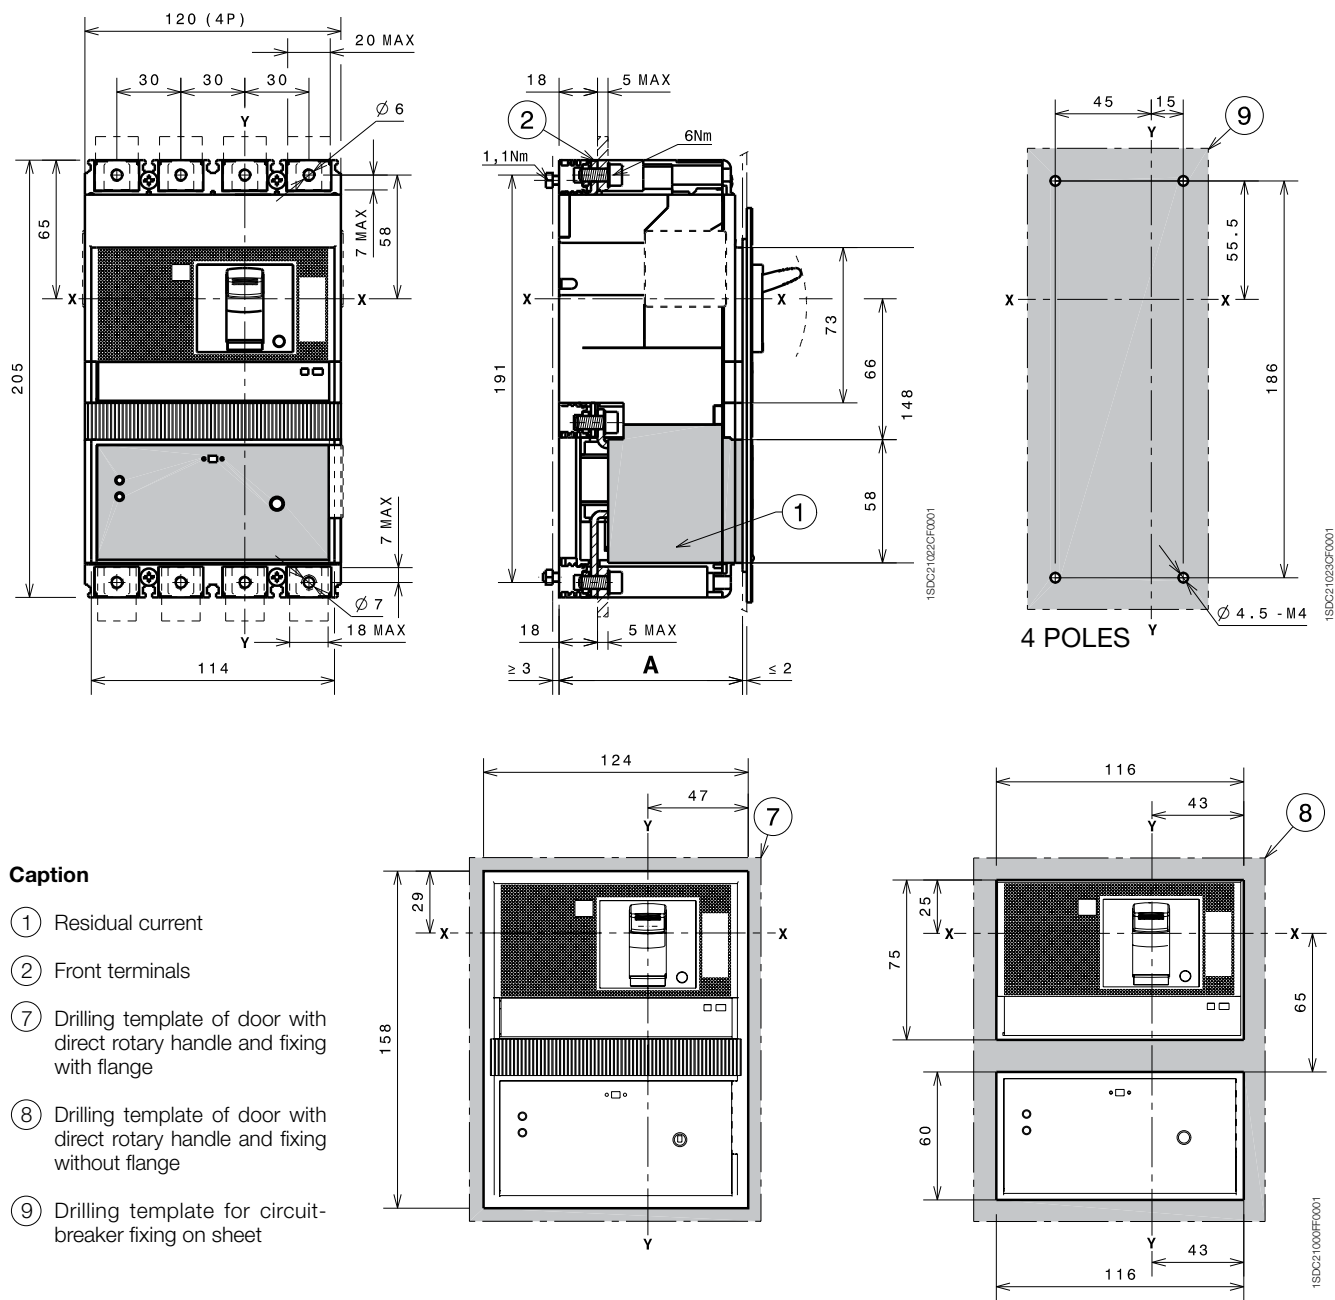 120 (4P)
20 MAX
30
30
30
Y
Ø 6
65
7 MAX
58
X
X
205
7 MAX
Ø 7
Y
18 MAX
114
18
5 MAX
2
6Nm
1,1Nm
X
X
191
73
66
148
58
1
18
5 MAX
≥ 3
A
≤ 2
1SDC21022CF0001
45
15
9
Y
55.5
X
X
186
Ø 4.5 -M4
4 POLES
Y
1SDC21023CF0001
Caption
1 Residual current
2 Front terminals
7 Drilling template of door with
direct rotary handle and fixing
with flange
8 Drilling template of door with
direct rotary handle and fixing
without flange
9 Drilling template for circuit-
breaker fixing on sheet
124
47
7
Y
29
X
X
158
Y
116
43
8
Y
25
X
X
75
65
60
Y
43
116
1SDC21000FF0001